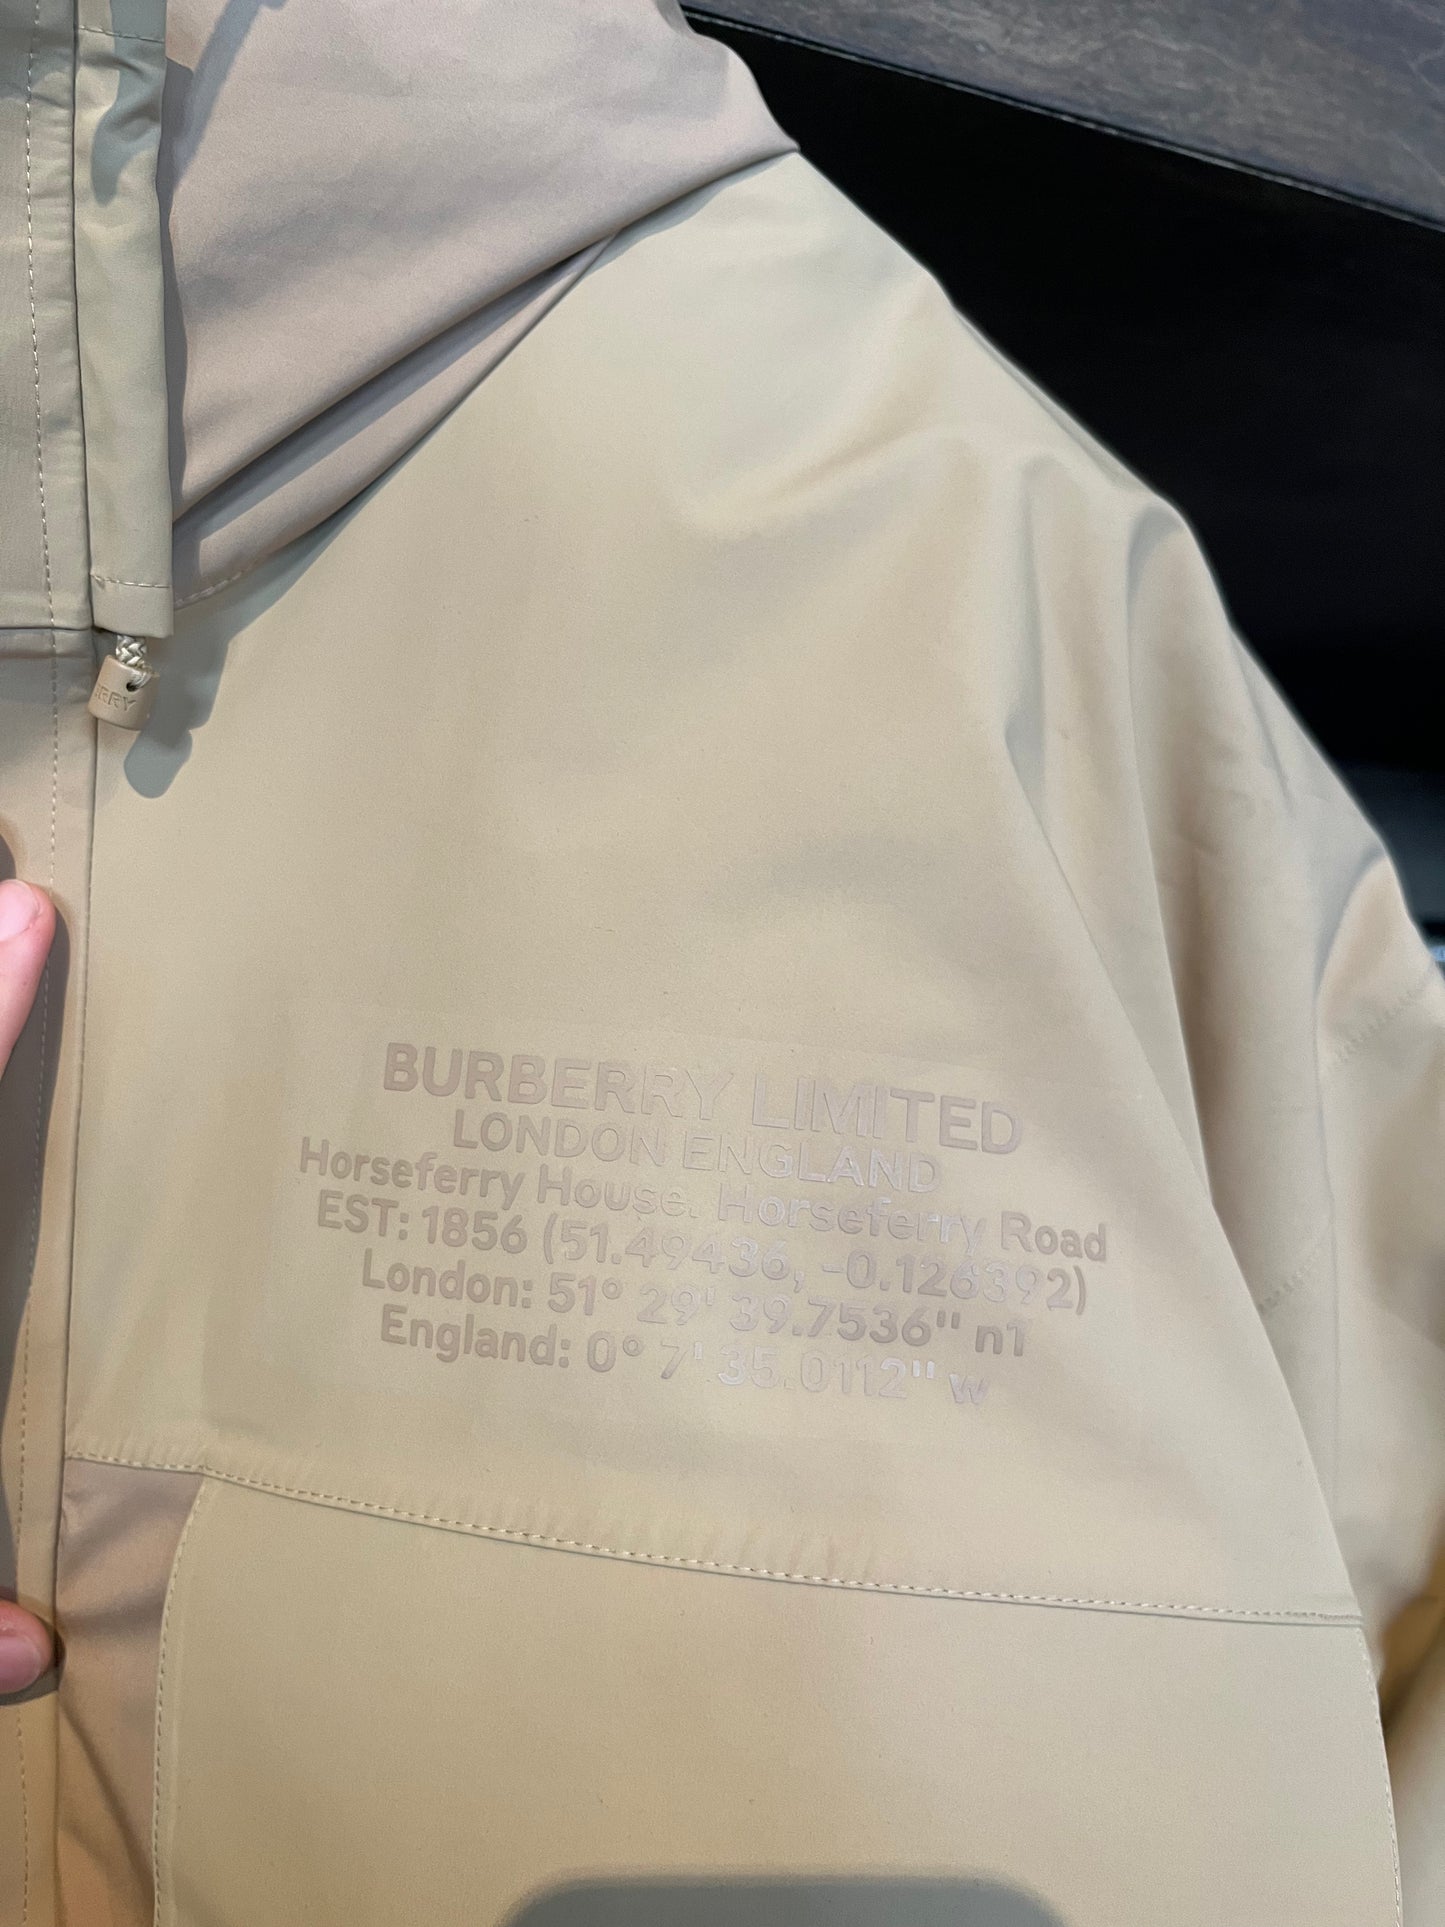 BURBERRY LIMITED
LONDON ENGLAND
Horseferry House. Horseferry Road
EST: 1856 (51.49436, -0.126392)
London: 51° 29' 39.7536" n1
England: 0° 7' 35.0112" w